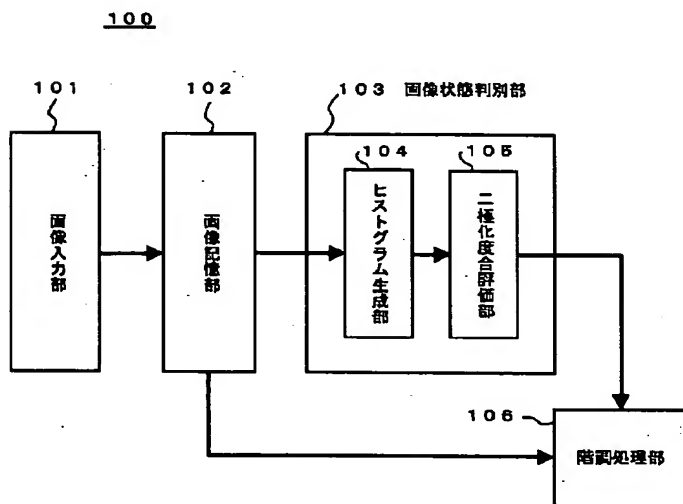 １００
１０１
１０２
１０３ 画像状態判別部
１０４
１０５
画像入力部
画像記憶部
ヒストグラム生成部
二極化度合評価部
１０６
階調処理部